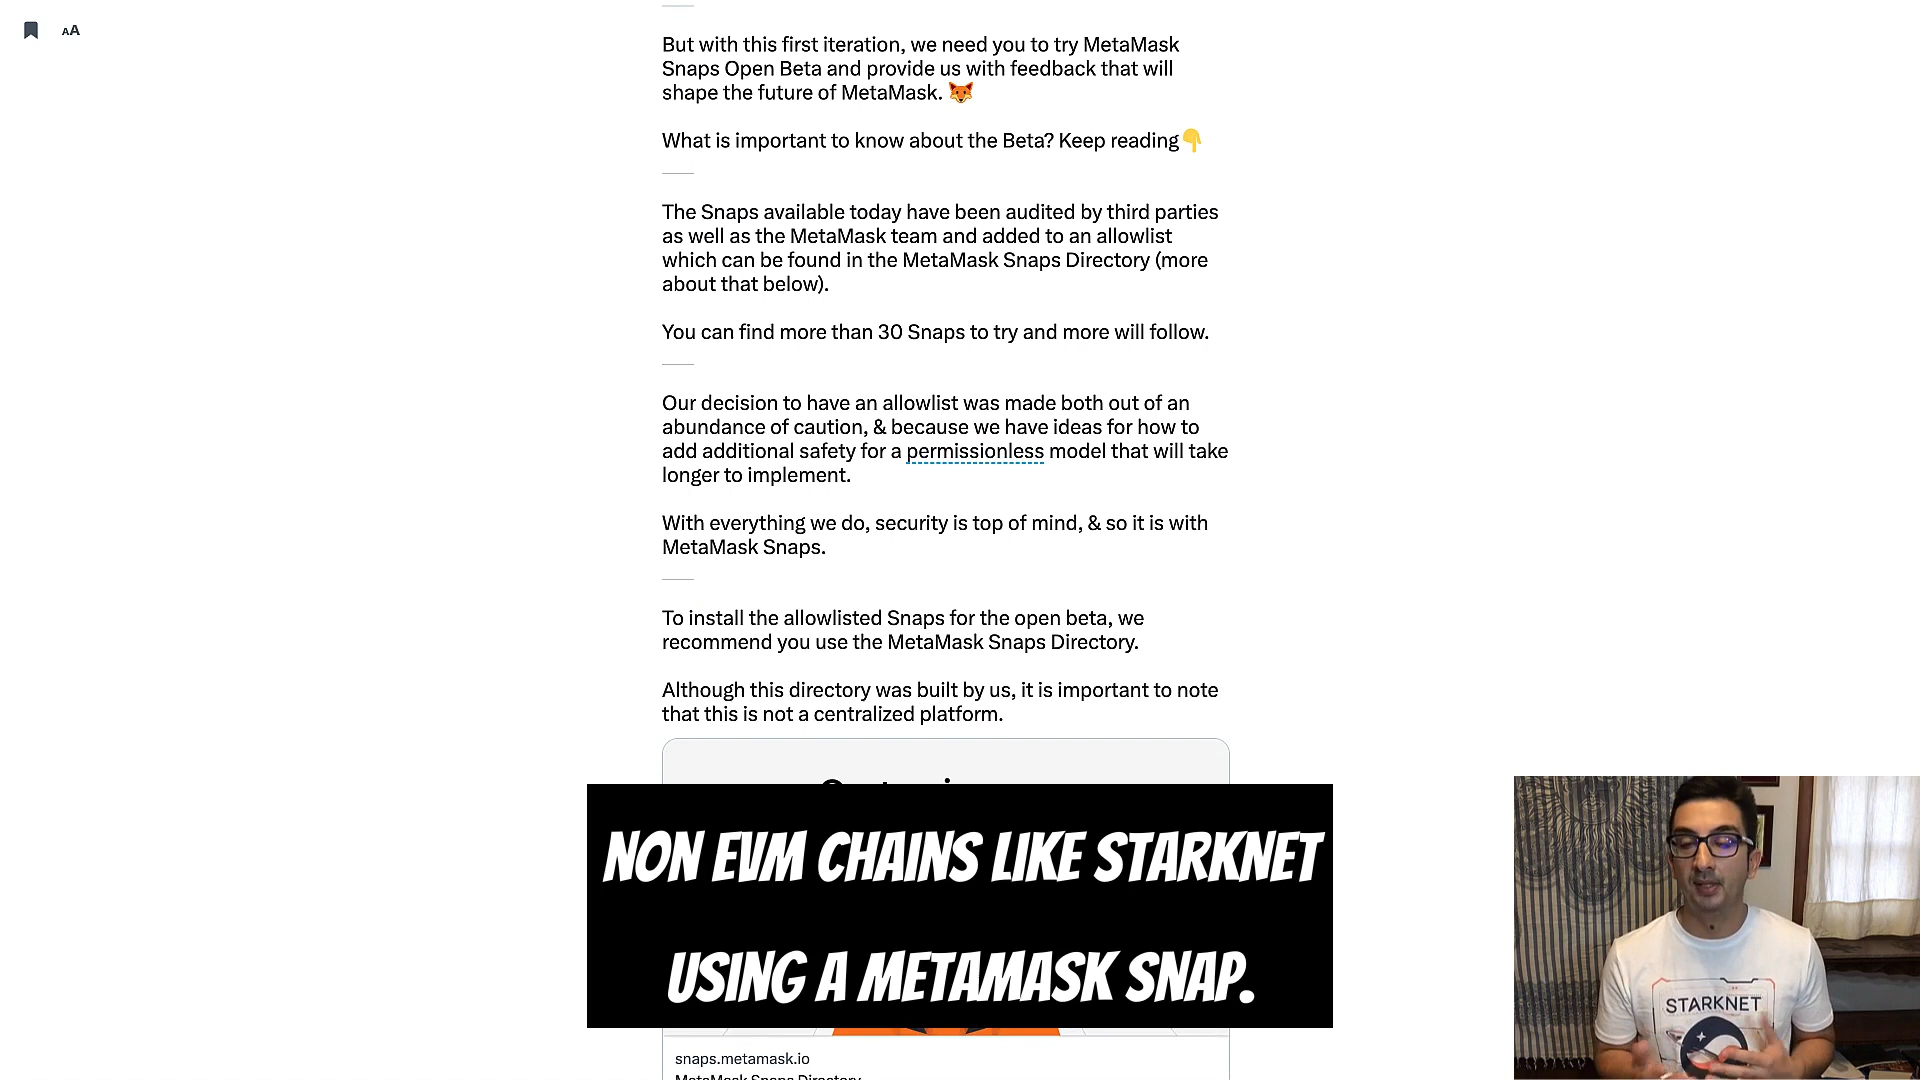 AA
But with this first iteration, we need you to try MetaMask
Snaps Open Beta and provide us with feedback that will
shape the future of MetaMask. 🦊
What is important to know about the Beta? Keep reading👇
The Snaps available today have been audited by third parties
as well as the MetaMask team and added to an allowlist
which can be found in the MetaMask Snaps Directory (more
about that below).
You can find more than 30 Snaps to try and more will follow.
Our decision to have an allowlist was made both out of an
abundance of caution, & because we have ideas for how to
add additional safety for a permissionless model that will take
longer to implement.
With everything we do, security is top of mind, & so it is with
MetaMask Snaps.
To install the allowlisted Snaps for the open beta, we
recommend you use the MetaMask Snaps Directory.
Although this directory was built by us, it is important to note
that this is not a centralized platform.
NON EVM CHAINS LIKE STARKNET
USING A METAMASK SNAP.
snaps.metamask.io
MetaMask Snaps Directory
STARKNET